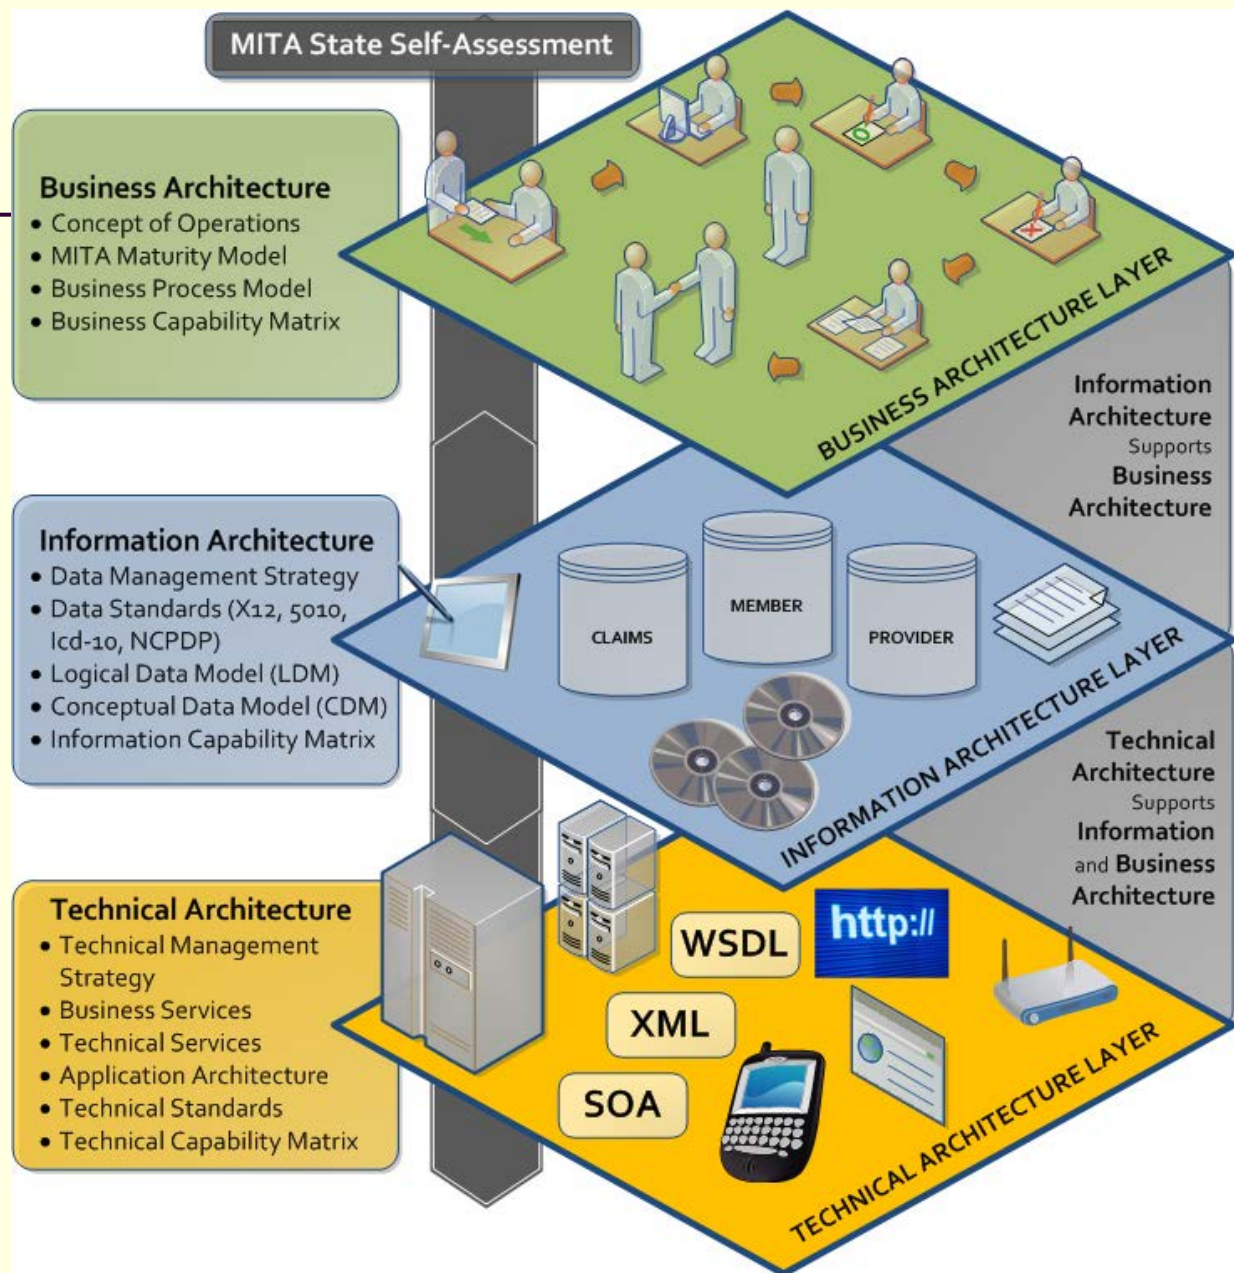 MITA State Self-Assessment
Business Architecture
• Concept of Operations
• MITA Maturity Model
• Business Process Model
• Business Capability Matrix
BUSINESS ARCHITECTURE LAYER
Information
Architecture
Supports
Business
Architecture
Information Architecture
• Data Management Strategy
• Data Standards (X12, 5010,
Icd-10, NCPDP)
• Logical Data Model (LDM)
• Conceptual Data Model (CDM)
• Information Capability Matrix
CLAIMS
MEMBER
PROVIDER
INFORMATION ARCHITECTURE LAYER
Technical
Architecture
Supports
Information
and Business
Architecture
Technical Architecture
• Technical Management
Strategy
• Business Services
• Technical Services
• Application Architecture
• Technical Standards
• Technical Capability Matrix
WSDL
http://
XML
SOA
TECHNICAL ARCHITECTURE LAYER